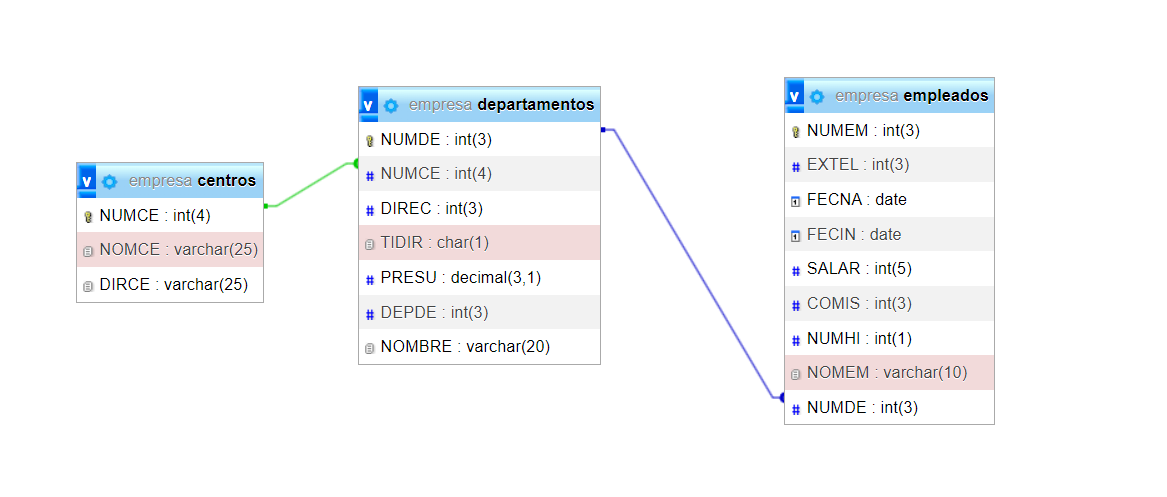 v empresa centros
NUMCE : int(4)
NOMCE : varchar(25)
DIRCE : varchar(25)
v empresa departamentos
NUMDE : int(3)
# NUMCE : int(4)
# DIREC : int(3)
TIDIR : char(1)
# PRESU : decimal(3,1)
# DEPDE : int(3)
NOMBRE : varchar(20)
v empresa empleados
NUMEM : int(3)
# EXTEL : int(3)
FECNA : date
FECIN : date
# SALAR : int(5)
# COMIS : int(3)
# NUMHI : int(1)
NOMEM : varchar(10)
# NUMDE : int(3)